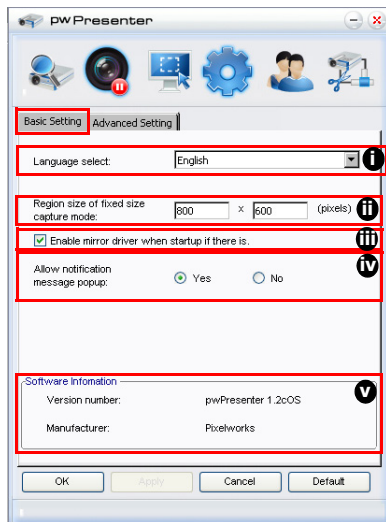 pwPresenter
Basic Setting Advanced Setting
Language select: English i
Region size of fixed size
capture mode: 800 x 600 (pixels) ii
Enable mirror driver when startup if there is. iii
Allow notification
message popup: Yes No iv
Software Infomation v
Version number: pwPresenter 1.2cOS
Manufacturer: Pixelworks
OK Apply Cancel Default